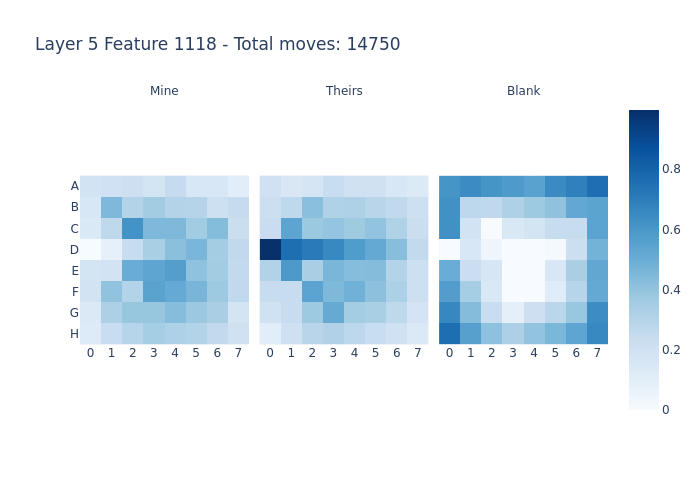 Layer 5 Feature 1118 - Total moves: 14750
Mine Theirs Blank
A
B
C
D
E
F
G
H
0 1 2 3 4 5 6 7 0 1 2 3 4 5 6 7 0 1 2 3 4 5 6 7
0.8
0.6
0.4
0.2
0